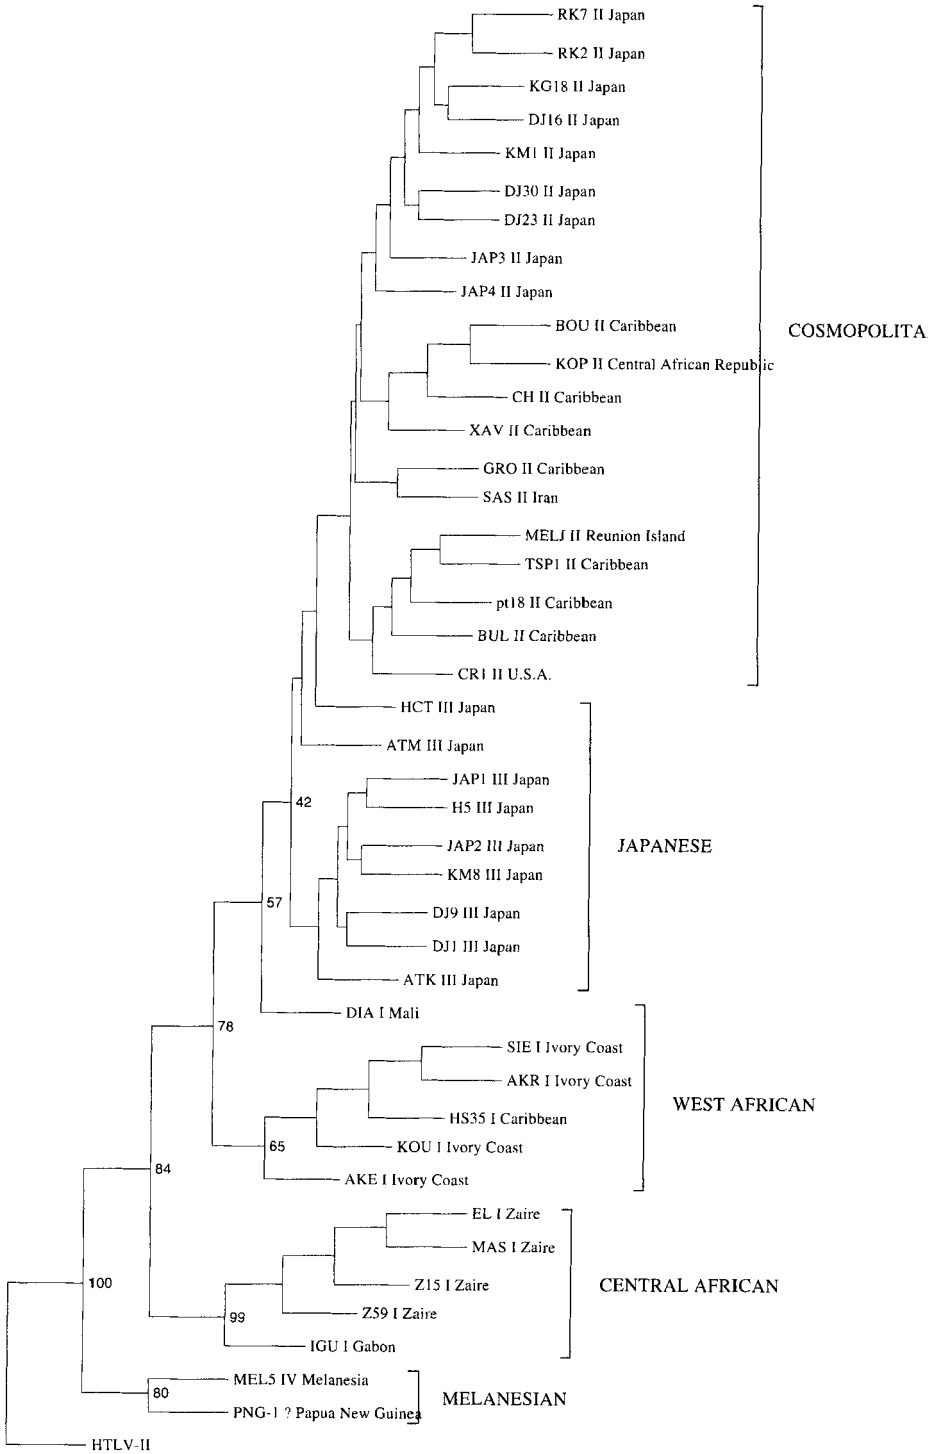 RK7 II Japan
RK2 II Japan
KG18 II Japan
DJ16 II Japan
KM1 II Japan
DJ30 II Japan
DJ23 II Japan
JAP3 II Japan
JAP4 II Japan
BOU II Caribbean
COSMOPOLITA
KOP II Central African Republic
CH II Caribbean
XAV II Caribbean
GRO II Caribbean
SAS II Iran
MELJ II Reunion Island
TSP1 II Caribbean
pt18 II Caribbean
BUL II Caribbean
CR1 II U.S.A.
HCT III Japan
ATM III Japan
JAP1 III Japan
42
H5 III Japan
JAP2 III Japan
JAPANESE
KM8 III Japan
57
DJ9 III Japan
DJ1 III Japan
ATK III Japan
DIA I Mali
78
SIE I Ivory Coast
AKR I Ivory Coast
WEST AFRICAN
HS35 I Caribbean
65
KOU I Ivory Coast
84
AKE I Ivory Coast
EL I Zaire
MAS I Zaire
100
Z15 I Zaire
CENTRAL AFRICAN
Z59 I Zaire
99
IGU I Gabon
MEL5 IV Melanesia
80
MELANESIAN
PNG-1 ? Papua New Guinea
HTLV-II